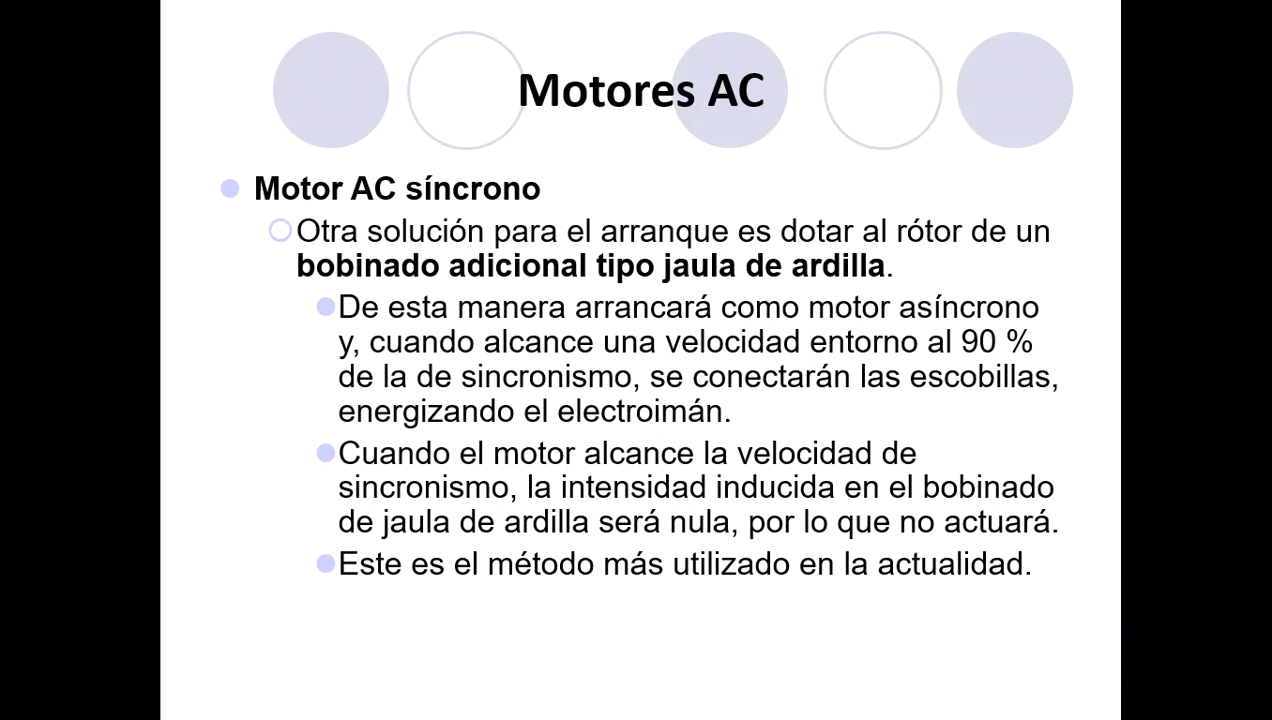 Motores AC
Motor AC síncrono
Otra solución para el arranque es dotar al rótor de un
bobinado adicional tipo jaula de ardilla.
De esta manera arrancará como motor asíncrono
y, cuando alcance una velocidad entorno al 90 %
de la de sincronismo, se conectarán las escobillas,
energizando el electroimán.
Cuando el motor alcance la velocidad de
sincronismo, la intensidad inducida en el bobinado
de jaula de ardilla será nula, por lo que no actuará.
Este es el método más utilizado en la actualidad.